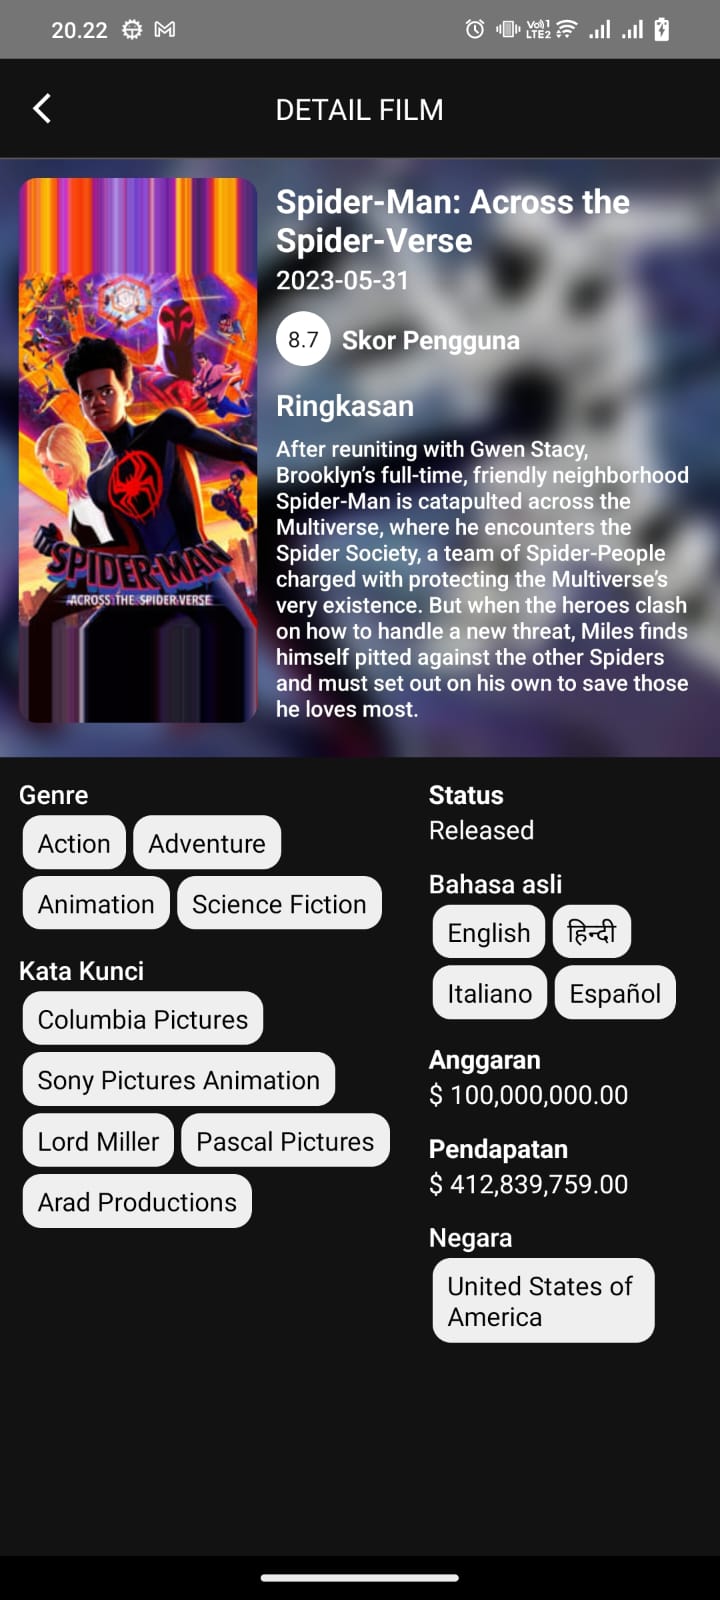 20.22
Vo) 1
LTE2
DETAIL FILM
Spider-Man: Across the
Spider-Verse
2023-05-31
8.7 Skor Pengguna
Ringkasan
After reuniting with Gwen Stacy,
Brooklyn’s full-time, friendly neighborhood
Spider-Man is catapulted across the
Multiverse, where he encounters the
Spider Society, a team of Spider-People
charged with protecting the Multiverse’s
very existence. But when the heroes clash
on how to handle a new threat, Miles finds
himself pitted against the other Spiders
and must set out on his own to save those
he loves most.
SPIDER-MAN
ACROSS THE SPIDER-VERSE
Genre
Action Adventure
Animation Science Fiction
Kata Kunci
Columbia Pictures
Sony Pictures Animation
Lord Miller Pascal Pictures
Arad Productions
Status
Released
Bahasa asli
English हिन्दी
Italiano Español
Anggaran
$ 100,000,000.00
Pendapatan
$ 412,839,759.00
Negara
United States of
America